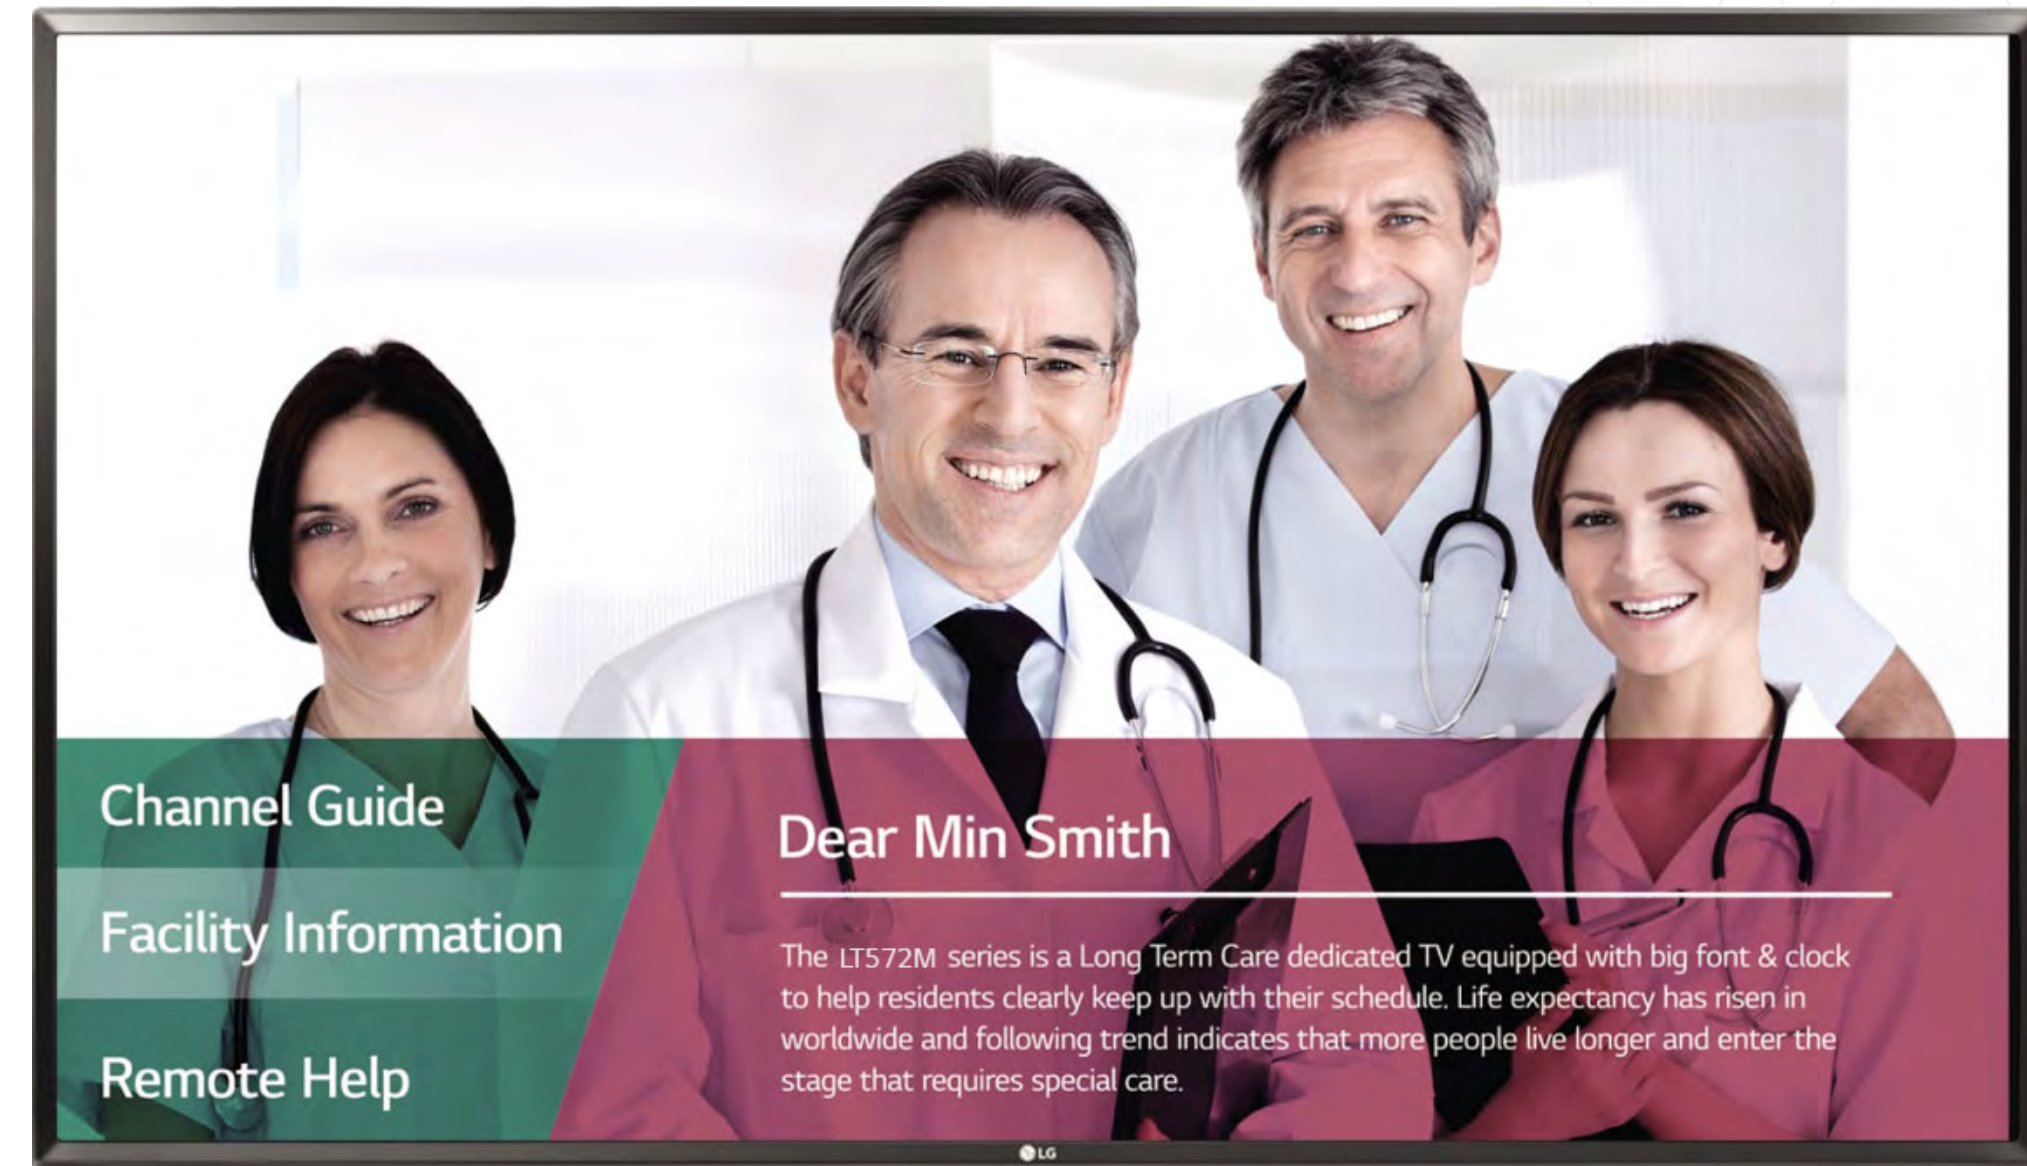 Channel Guide
Facility Information
Remote Help
Dear Min Smith
The LT572M series is a Long Term Care dedicated TV equipped with big font & clock
to help residents clearly keep up with their schedule. Life expectancy has risen in
worldwide and following trend indicates that more people live longer and enter the
stage that requires special care.
LG